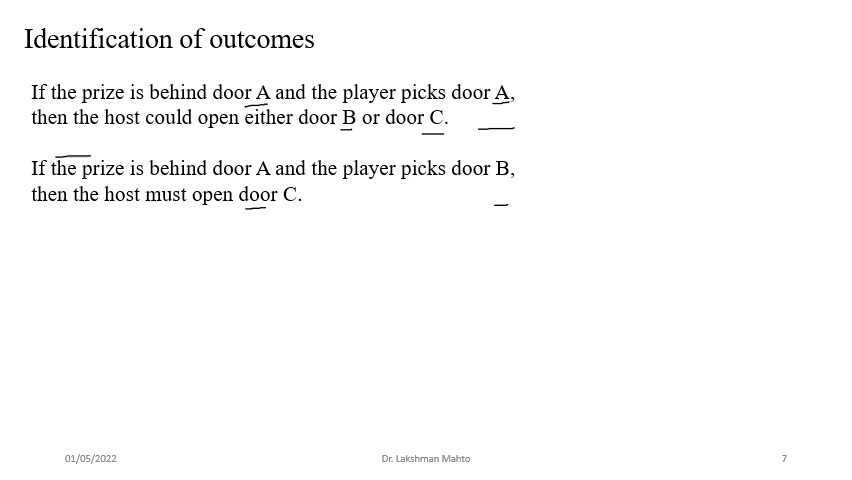 Identification of outcomes
If the prize is behind door A and the player picks door A,
then the host could open either door B or door C.
If the prize is behind door A and the player picks door B,
then the host must open door C.
01/05/2022
Dr. Lakshman Mahto
7